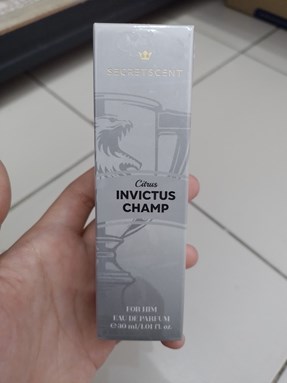 SECRETSCENT
Citrus
INVICTUS
CHAMP
FOR HIM
EAU DE PARFUM
℮30 ml/1.01 fl. oz